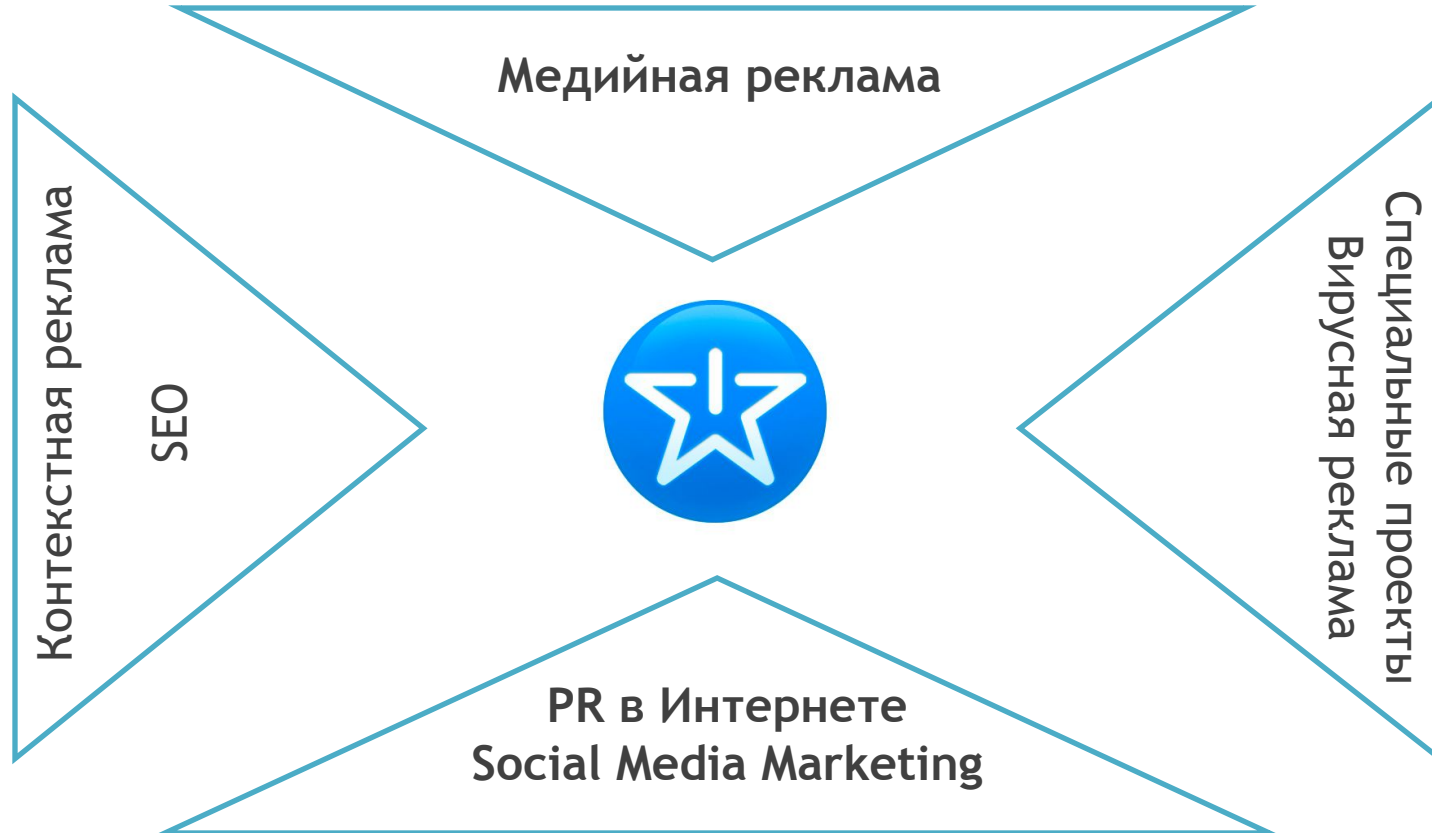 Медийная реклама
Контекстная реклама
SEO
Специальные проекты
Вирусная реклама
PR в Интернете
Social Media Marketing